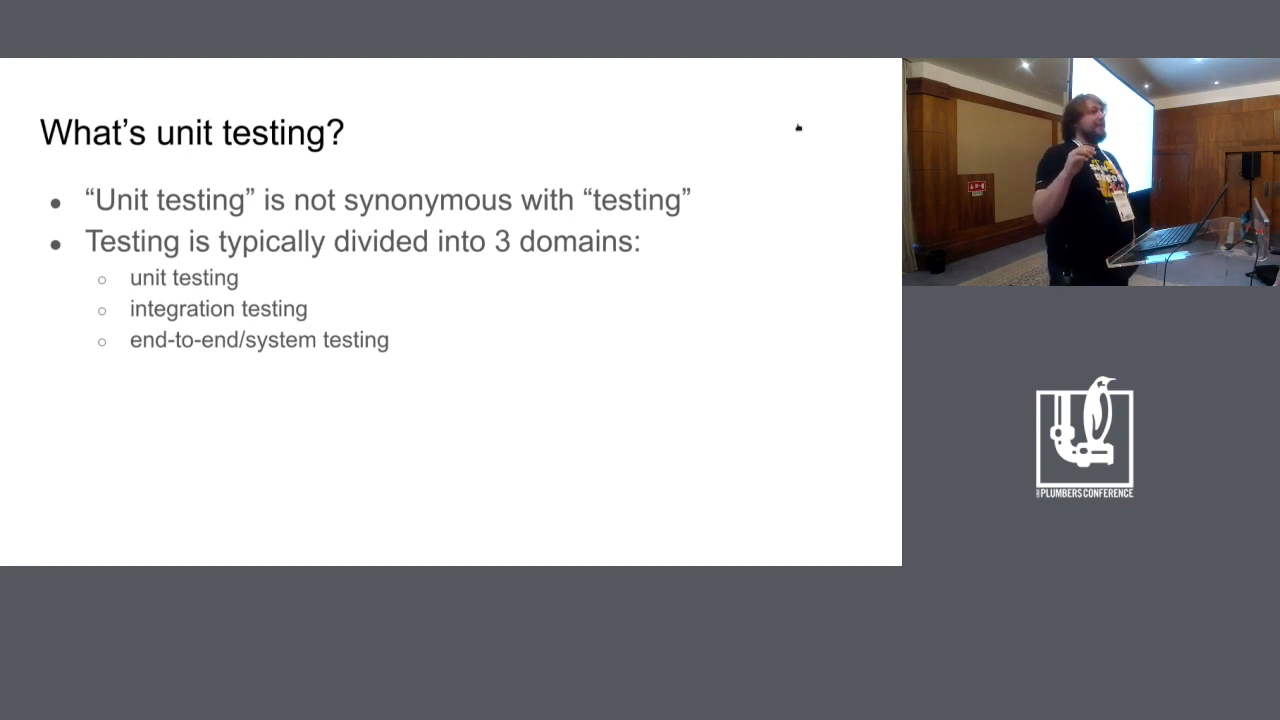 What’s unit testing?
“Unit testing” is not synonymous with “testing”
Testing is typically divided into 3 domains:
unit testing
integration testing
end-to-end/system testing
PLUMBERS CONFERENCE